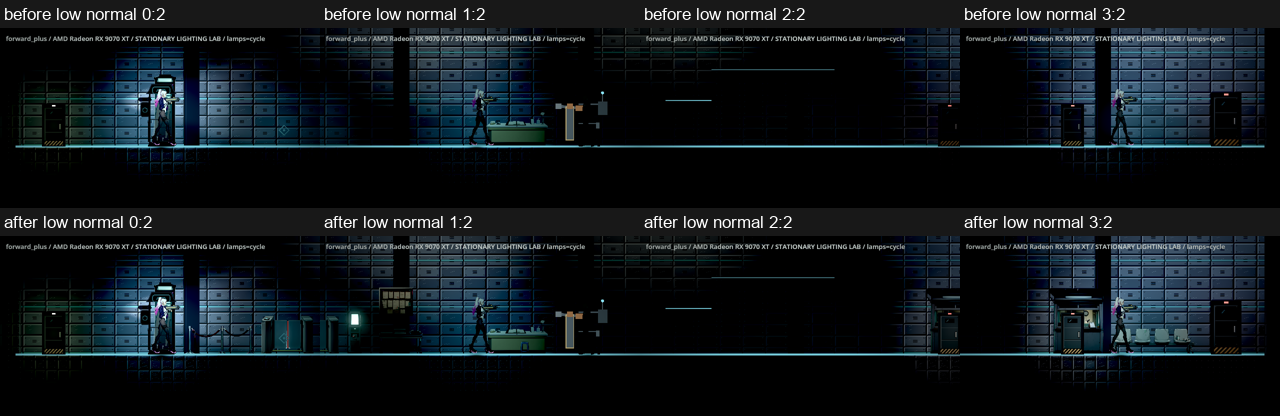 before low normal 0:2
before low normal 1:2
before low normal 2:2
before low normal 3:2
forward_plus / AMD Radeon RX 9070 XT / STATIONARY LIGHTING LAB / lamps=cycle
forward_plus / AMD Radeon RX 9070 XT / STATIONARY LIGHTING LAB / lamps=cycle
forward_plus / AMD Radeon RX 9070 XT / STATIONARY LIGHTING LAB / lamps=cycle
forward_plus / AMD Radeon RX 9070 XT / STATIONARY LIGHTING LAB / lamps=cycle
after low normal 0:2
after low normal 1:2
after low normal 2:2
after low normal 3:2
forward_plus / AMD Radeon RX 9070 XT / STATIONARY LIGHTING LAB / lamps=cycle
forward_plus / AMD Radeon RX 9070 XT / STATIONARY LIGHTING LAB / lamps=cycle
forward_plus / AMD Radeon RX 9070 XT / STATIONARY LIGHTING LAB / lamps=cycle
forward_plus / AMD Radeon RX 9070 XT / STATIONARY LIGHTING LAB / lamps=cycle